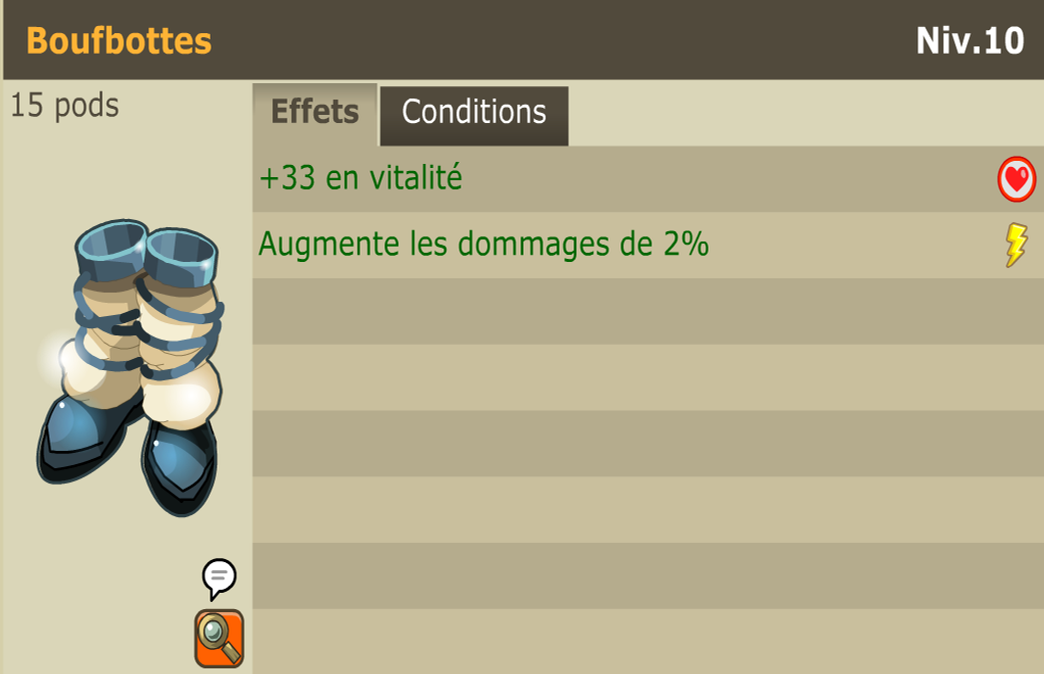 Boufbottes
Niv.10
15 pods
Effets
Conditions
+33 en vitalité
Augmente les dommages de 2%